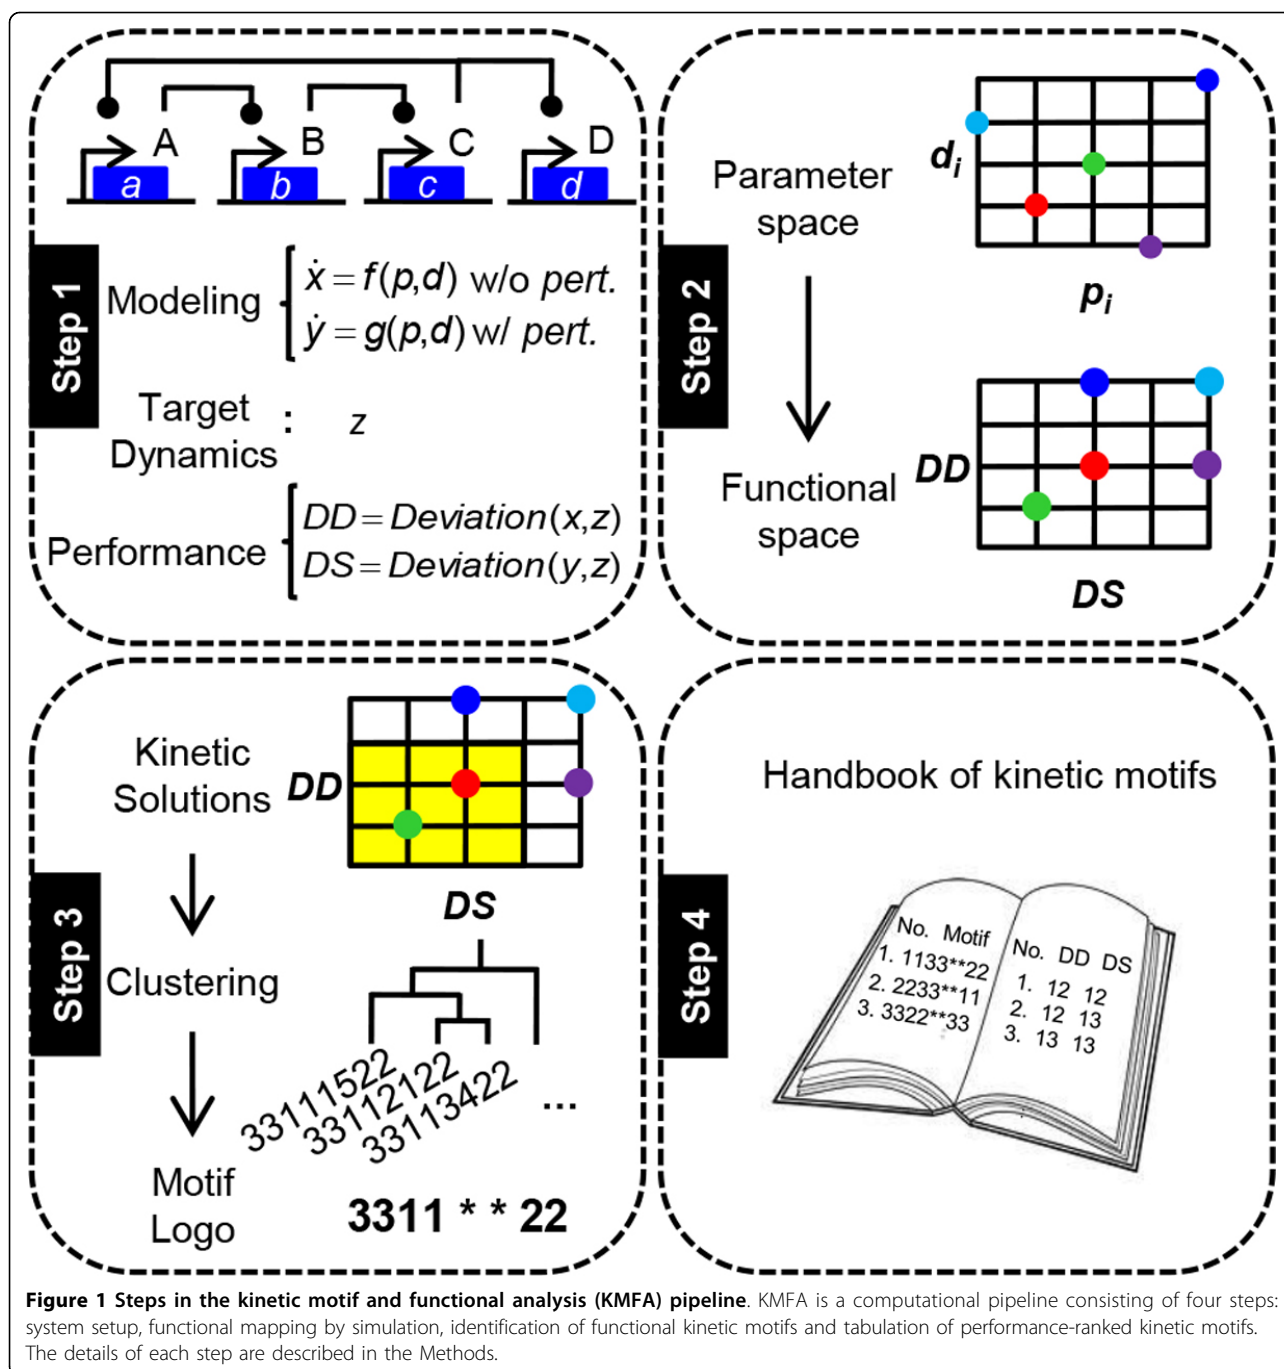 A B C D
a b c d
Step 1
Modeling
ẋ = f(p,d) w/o pert.
ẏ = g(p,d) w/ pert.
Target
Dynamics
: z
Performance
DD = Deviation(x,z)
DS = Deviation(y,z)
Step 2
Parameter
space
d_i
p_i
Functional
space
DD
DS
Step 3
Kinetic
Solutions
DD
DS
Clustering
33111522
33112122
33113422
...
Motif
Logo
3311 * * 22
Step 4
Handbook of kinetic motifs
No. Motif
1. 1133**22
2. 2233**11
3. 3322**33
No. DD DS
1. 12 12
2. 12 13
3. 13 13
Figure 1 Steps in the kinetic motif and functional analysis (KMFA) pipeline. KMFA is a computational pipeline consisting of four steps:
system setup, functional mapping by simulation, identification of functional kinetic motifs and tabulation of performance-ranked kinetic motifs.
The details of each step are described in the Methods.